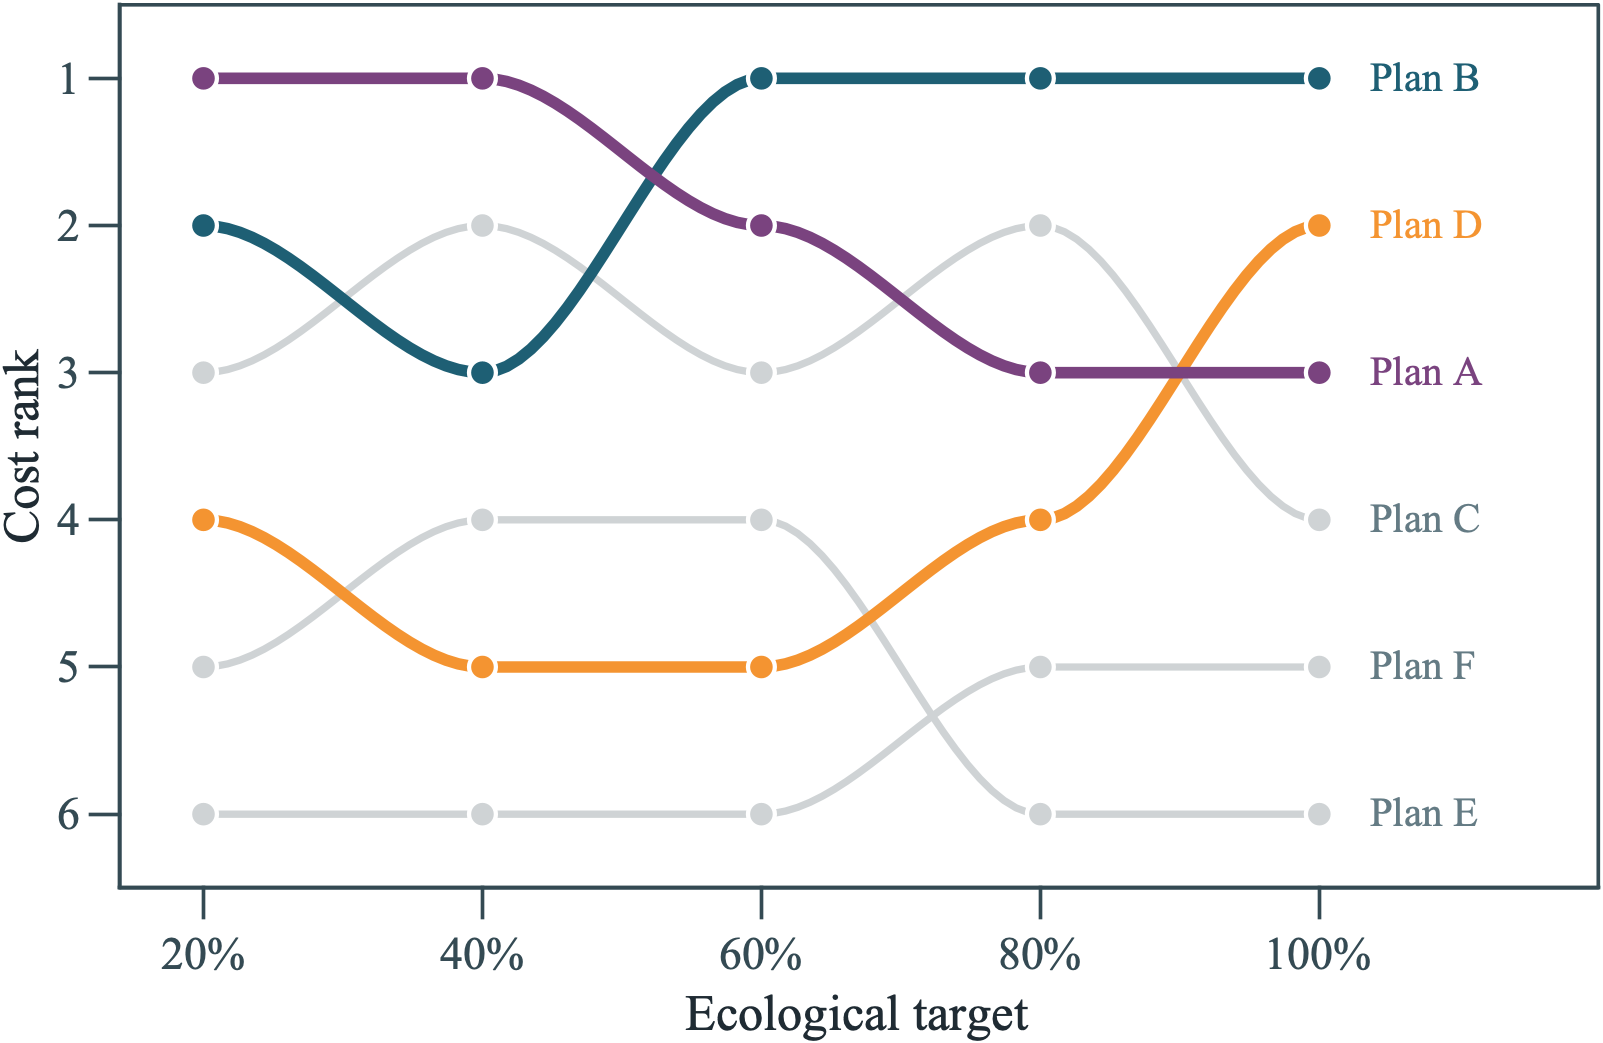 1
2
3
4
5
6
Cost rank
Plan B
Plan D
Plan A
Plan C
Plan F
Plan E
20% 40% 60% 80% 100%
Ecological target